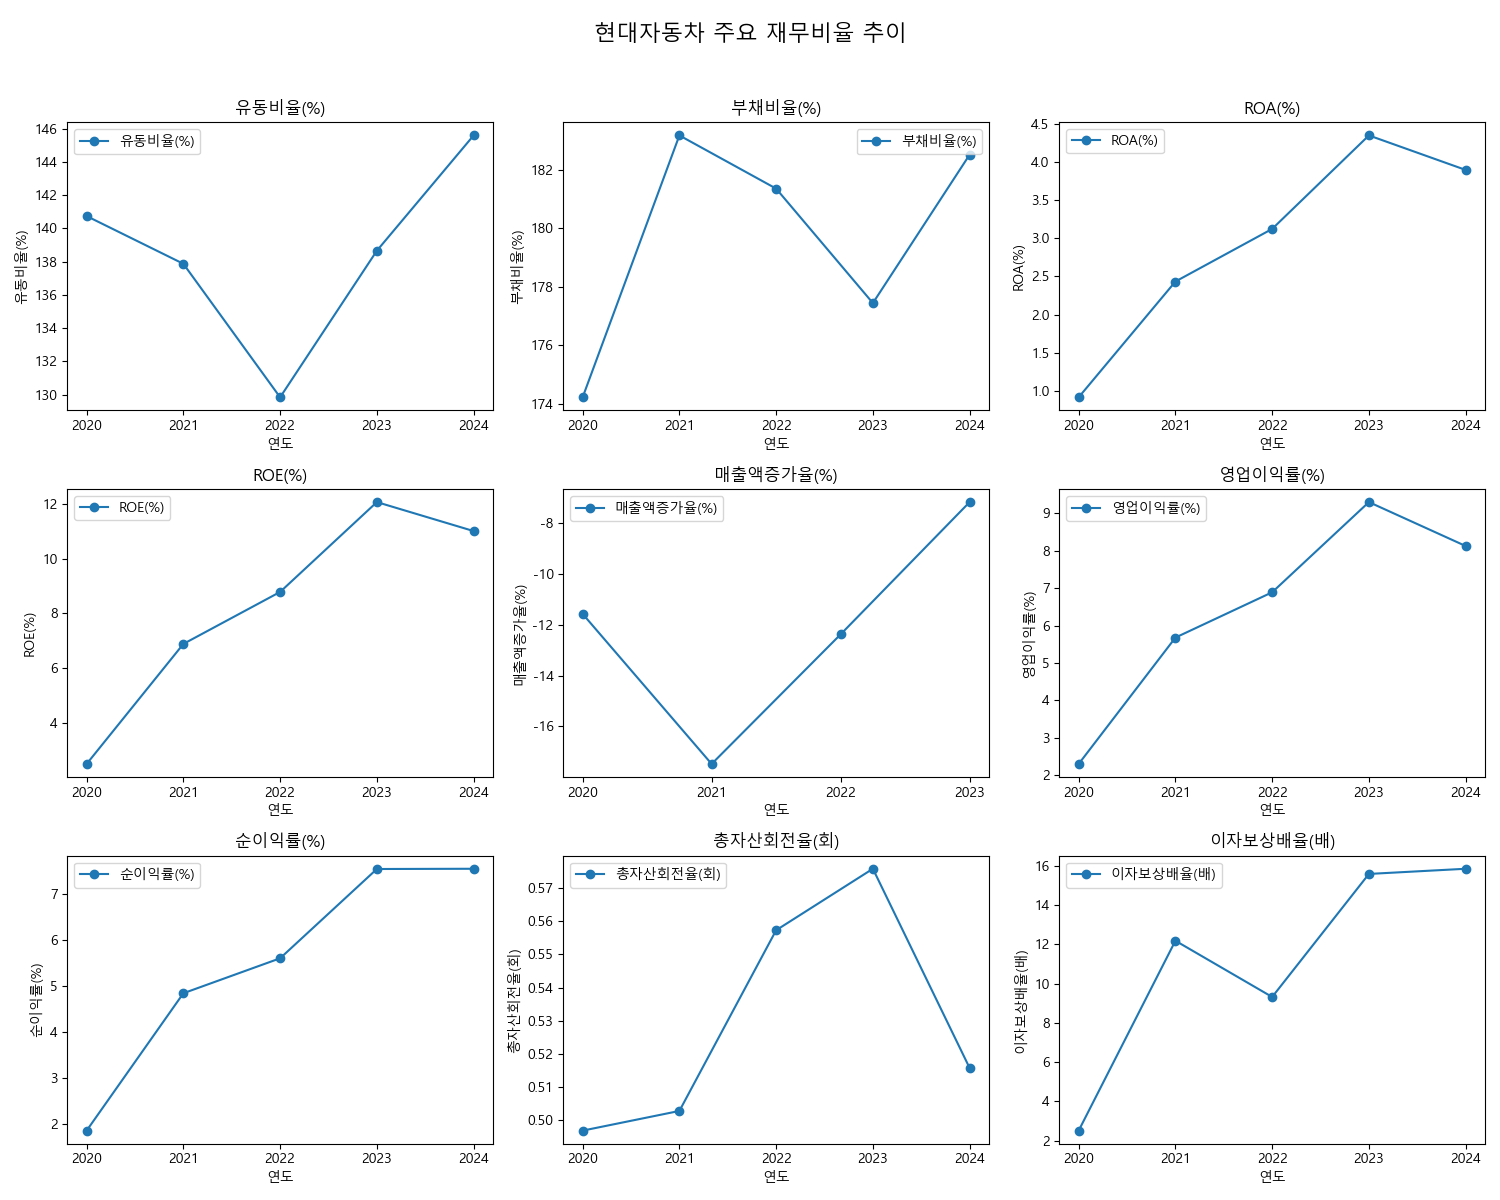 현대자동차 주요 재무비율 추이
유동비율(%)
유동비율(%)
유동비율(%)
146
144
142
140
138
136
134
132
130
2020 2021 2022 2023 2024
연도
부채비율(%)
부채비율(%)
부채비율(%)
182
180
178
176
174
2020 2021 2022 2023 2024
연도
ROA(%)
ROA(%)
ROA(%)
4.5
4.0
3.5
3.0
2.5
2.0
1.5
1.0
2020 2021 2022 2023 2024
연도
ROE(%)
ROE(%)
ROE(%)
12
10
8
6
4
2020 2021 2022 2023 2024
연도
매출액증가율(%)
매출액증가율(%)
매출액증가율(%)
-8
-10
-12
-14
-16
2020 2021 2022 2023
연도
영업이익률(%)
영업이익률(%)
영업이익률(%)
9
8
7
6
5
4
3
2
2020 2021 2022 2023 2024
연도
순이익률(%)
순이익률(%)
순이익률(%)
7
6
5
4
3
2
2020 2021 2022 2023 2024
연도
총자산회전율(회)
총자산회전율(회)
총자산회전율(회)
0.57
0.56
0.55
0.54
0.53
0.52
0.51
0.50
2020 2021 2022 2023 2024
연도
이자보상배율(배)
이자보상배율(배)
이자보상배율(배)
16
14
12
10
8
6
4
2
2020 2021 2022 2023 2024
연도